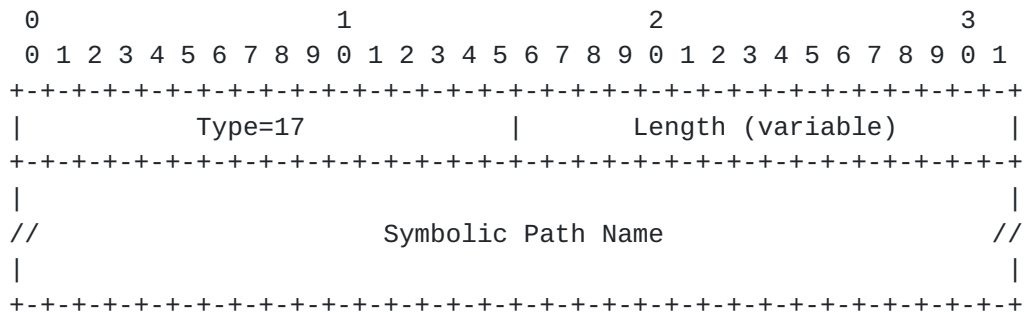 0                   1                   2                   3
 0 1 2 3 4 5 6 7 8 9 0 1 2 3 4 5 6 7 8 9 0 1 2 3 4 5 6 7 8 9 0 1
+-+-+-+-+-+-+-+-+-+-+-+-+-+-+-+-+-+-+-+-+-+-+-+-+-+-+-+-+-+-+-+-+
|           Type=17             |       Length (variable)       |
+-+-+-+-+-+-+-+-+-+-+-+-+-+-+-+-+-+-+-+-+-+-+-+-+-+-+-+-+-+-+-+-+
|                                                               |
//                      Symbolic Path Name                     //
|                                                               |
+-+-+-+-+-+-+-+-+-+-+-+-+-+-+-+-+-+-+-+-+-+-+-+-+-+-+-+-+-+-+-+-+